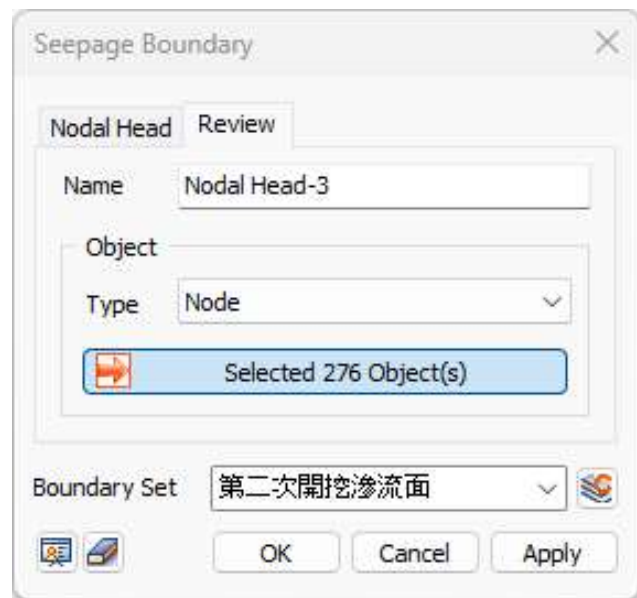 Seepage Boundary
Nodal Head Review
Name Nodal Head-3
Object
Type Node
Selected 276 Object(s)
Boundary Set 第二次開挖滲流面
OK Cancel Apply